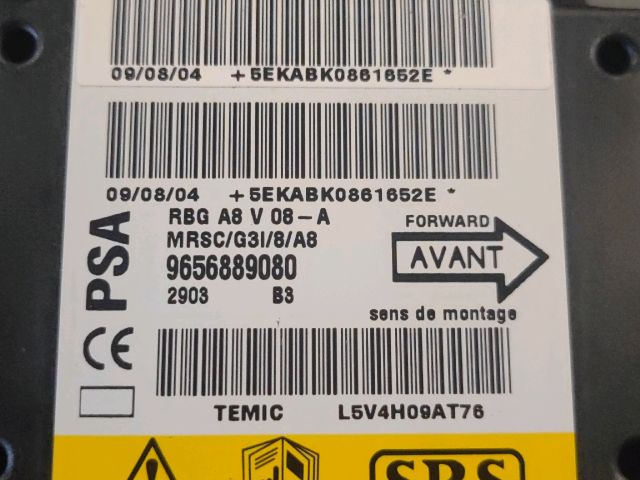 09/08/04 +5EKABK0861652E *
09/08/04 +5EKABK0861652E *
RBG A8 V 08-A
MRSC/G3I/8/A8
9656889080
2903 B3
PSA
CE
FORWARD
AVANT
sens de montage
TEMIC L5V4H09AT76
SRS